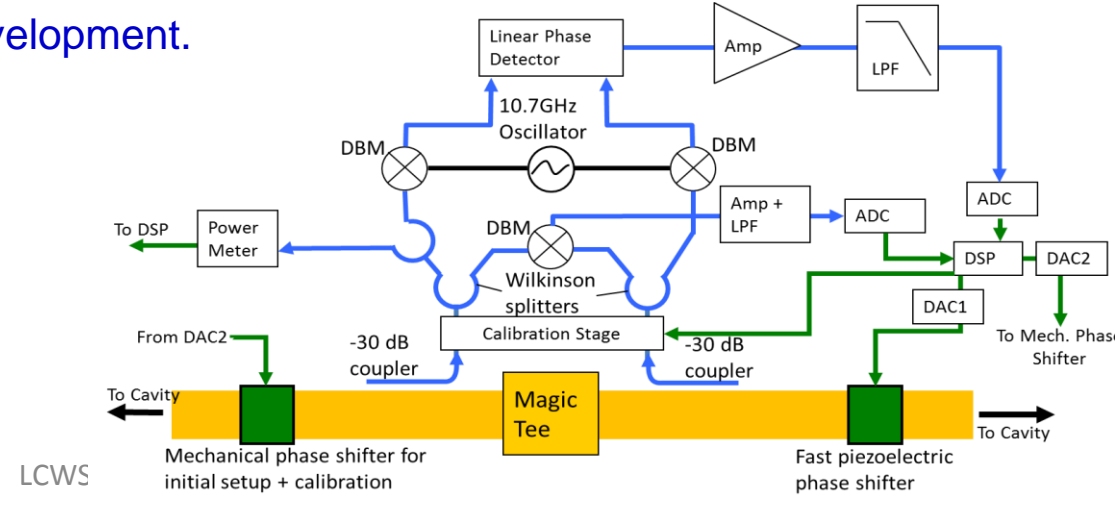 velopment.
Linear Phase
Detector
Amp
LPF
10.7GHz
Oscillator
DBM
DBM
ADC
Amp +
LPF
ADC
To DSP
Power
Meter
DBM
DSP
DAC2
Wilkinson
splitters
DAC1
Calibration Stage
From DAC2
-30 dB
coupler
-30 dB
coupler
To Mech. Phase
Shifter
To Cavity
Magic
Tee
To Cavity
Mechanical phase shifter for
initial setup + calibration
Fast piezoelectric
phase shifter
LCWS